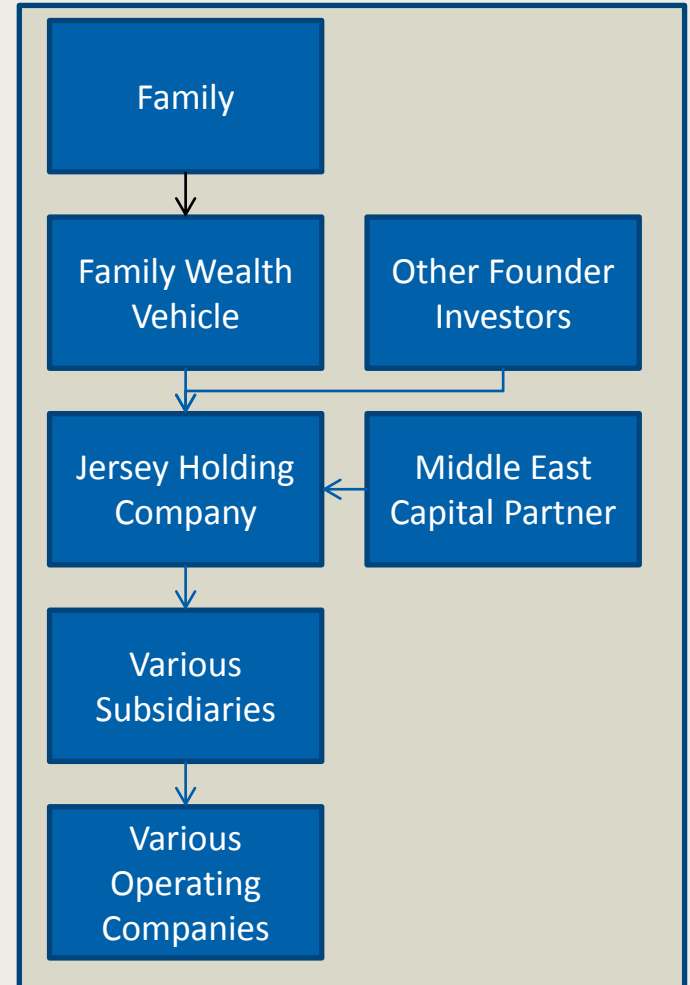 Family
Family Wealth
Vehicle
Other Founder
Investors
Jersey Holding
Company
Middle East
Capital Partner
Various
Subsidiaries
Various
Operating
Companies